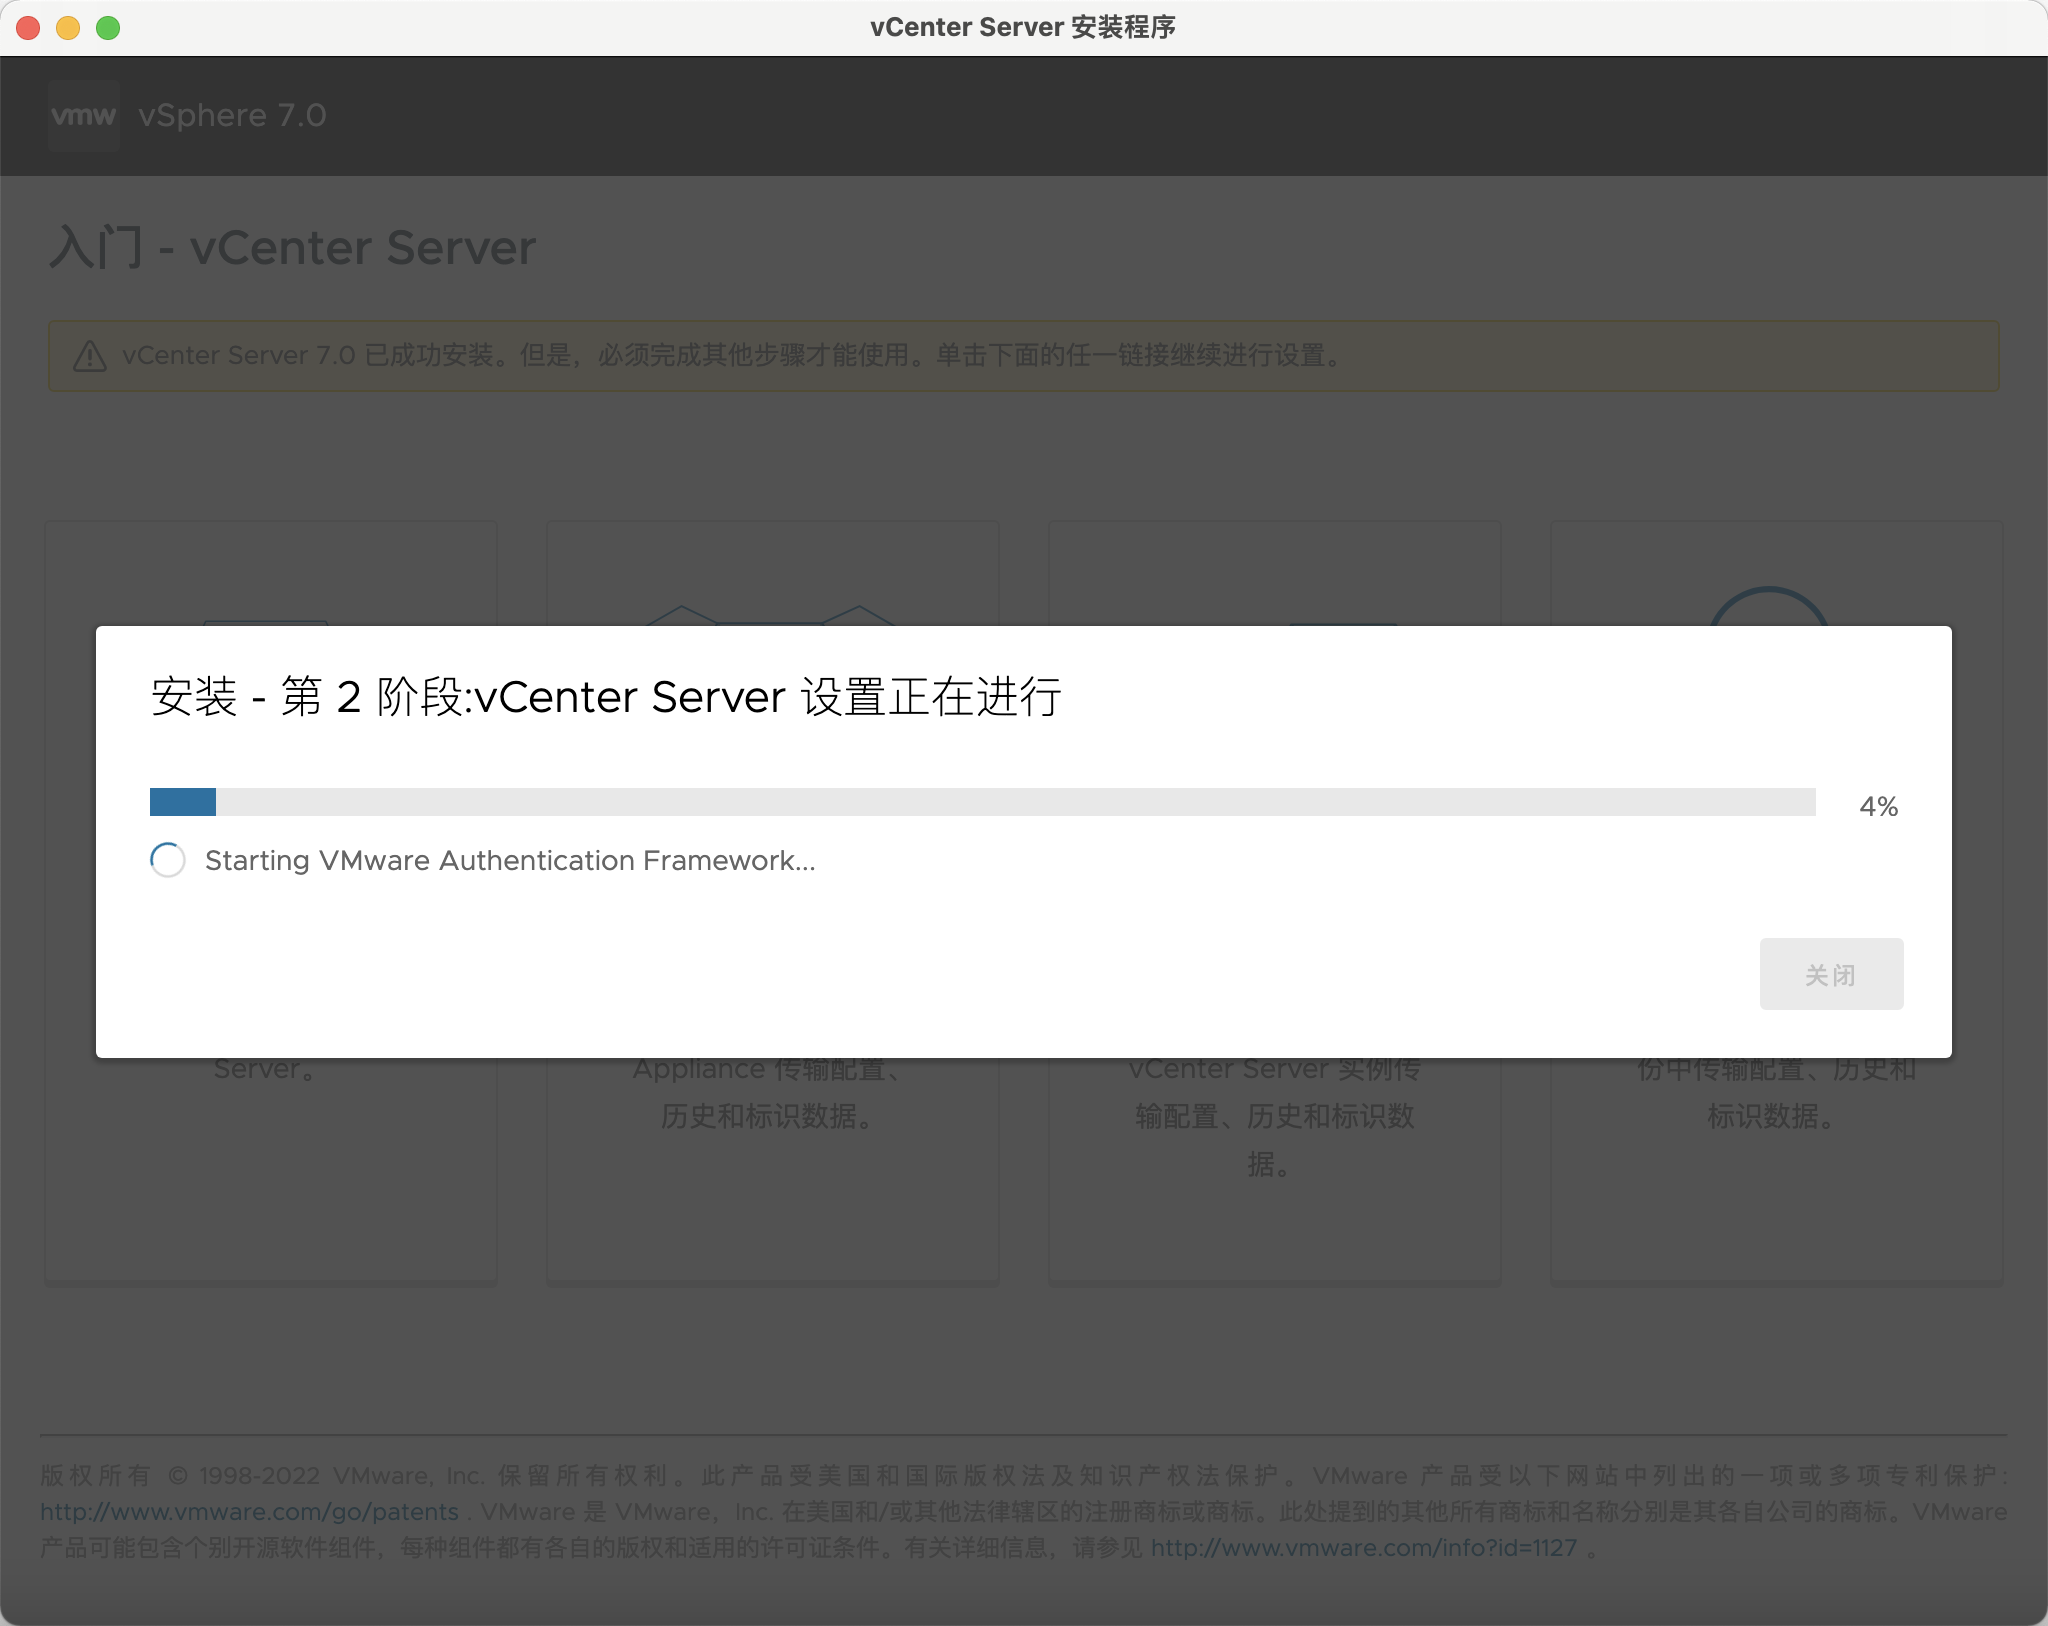 vCenter Server 安装程序
vmw vSphere 7.0
入门 - vCenter Server
vCenter Server 7.0 已成功安装。但是，必须完成其他步骤才能使用。单击下面的任一链接继续进行设置。
安装 - 第 2 阶段:vCenter Server 设置正在进行
4%
Starting VMware Authentication Framework...
关闭
Server。
Appliance 传输配置、
历史和标识数据。
vCenter Server 实例传
输配置、历史和标识数
据。
份中传输配置、历史和
标识数据。
版权所有 © 1998-2022 VMware, Inc. 保留所有权利。此产品受美国和国际版权法及知识产权法保护。VMware 产品受以下网站中列出的一项或多项专利保护:
http://www.vmware.com/go/patents . VMware 是 VMware，Inc. 在美国和/或其他法律辖区的注册商标或商标。此处提到的其他所有商标和名称分别是其各自公司的商标。VMware
产品可能包含个别开源软件组件，每种组件都有各自的版权和适用的许可证条件。有关详细信息，请参见 http://www.vmware.com/info?id=1127 。